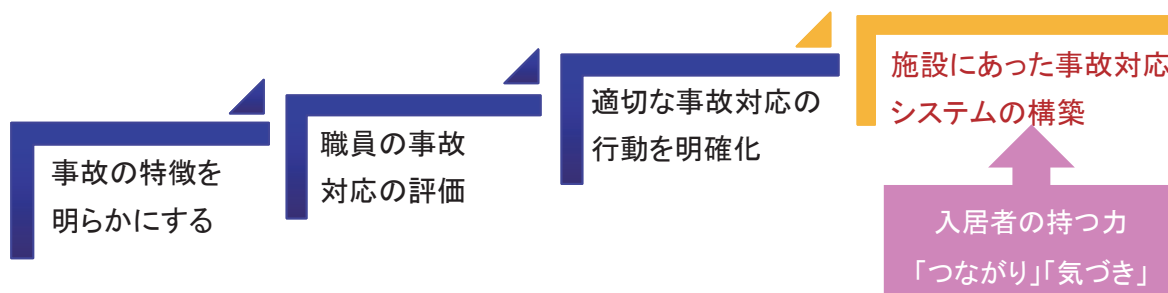 事故の特徴を
明らかにする
職員の事故
対応の評価
適切な事故対応の
行動を明確化
施設にあった事故対応
システムの構築
入居者の持つ力
「つながり」「気づき」